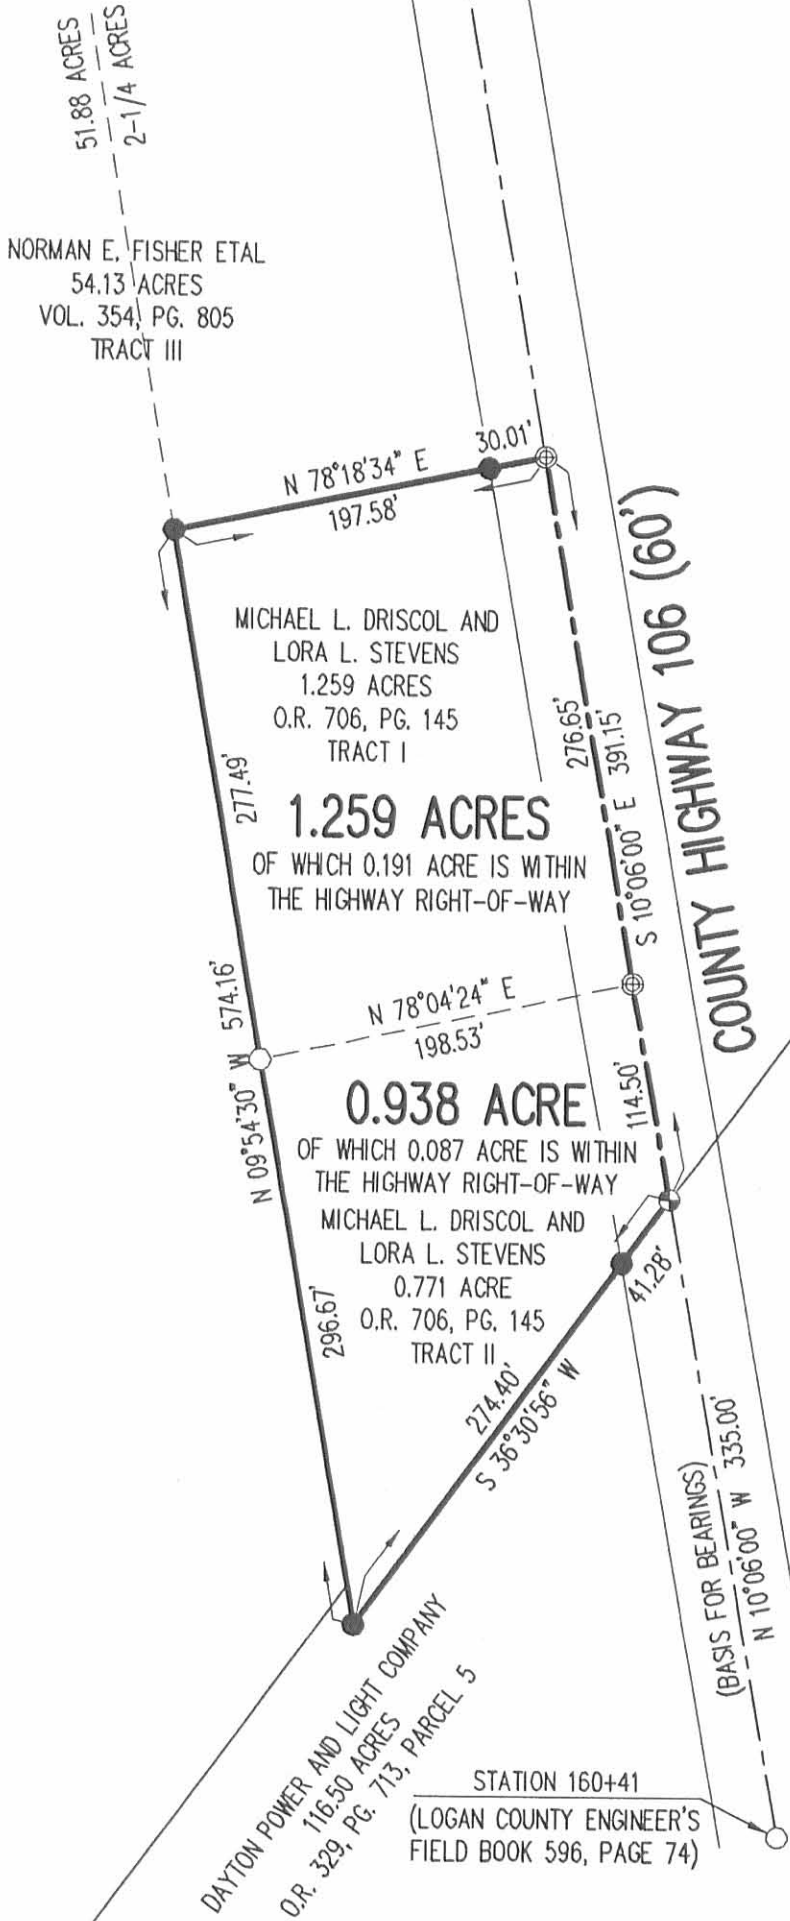 51.88 ACRES
2-1/4 ACRES
NORMAN E. FISHER ETAL
54.13 ACRES
VOL. 354, PG. 805
TRACT III
30.01'
N 78°18'34" E
197.58'
COUNTY HIGHWAY 106 (60')
MICHAEL L. DRISCOL AND
LORA L. STEVENS
1.259 ACRES
O.R. 706, PG. 145
TRACT I
276.65'
S 10°06'00" E 391.15'
277.49'
1.259 ACRES
OF WHICH 0.191 ACRE IS WITHIN
THE HIGHWAY RIGHT-OF-WAY
N 09°54'30" W 574.16'
N 78°04'24" E
198.53'
114.50'
0.938 ACRE
OF WHICH 0.087 ACRE IS WITHIN
THE HIGHWAY RIGHT-OF-WAY
MICHAEL L. DRISCOL AND
LORA L. STEVENS
0.771 ACRE
O.R. 706, PG. 145
TRACT II
296.67'
41.28'
274.40'
S 36°30'56" W
(BASIS FOR BEARINGS)
N 10°06'00" W 335.00'
DAYTON POWER AND LIGHT COMPANY
116.50 ACRES
O.R. 329, PG. 713, PARCEL 5
STATION 160+41
(LOGAN COUNTY ENGINEER'S
FIELD BOOK 596, PAGE 74)